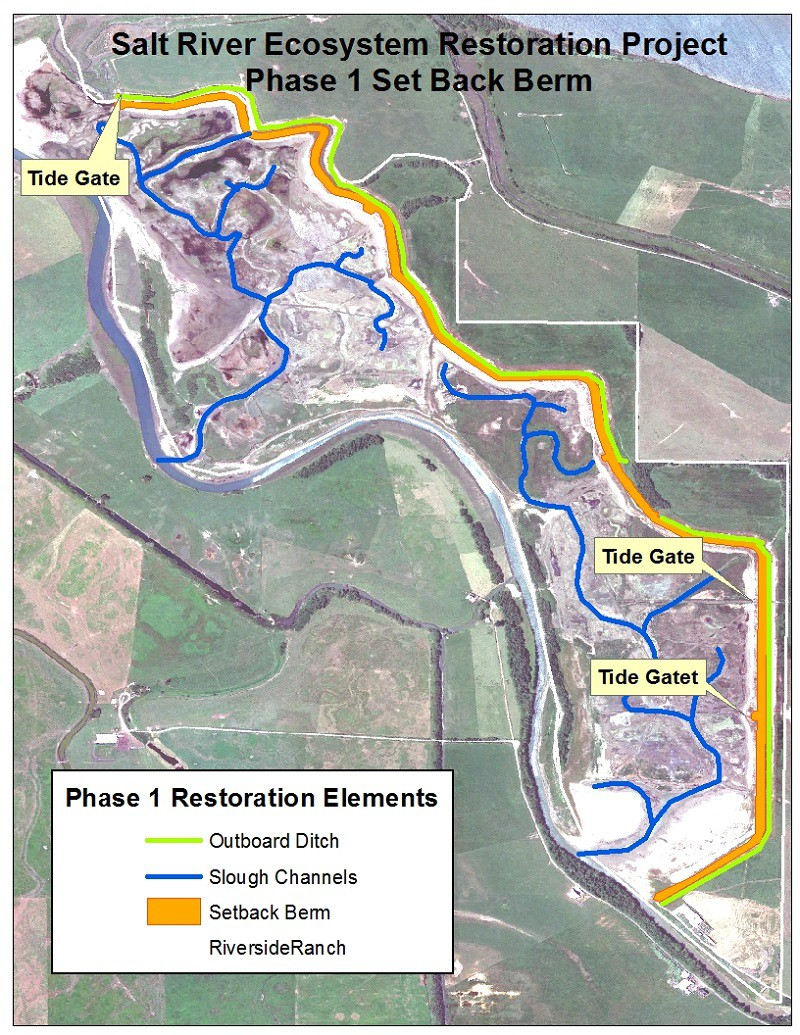 Salt River Ecosystem Restoration Project
Phase 1 Set Back Berm
Tide Gate
Tide Gate
Tide Gatet
Phase 1 Restoration Elements
Outboard Ditch
Slough Channels
Setback Berm
RiversideRanch